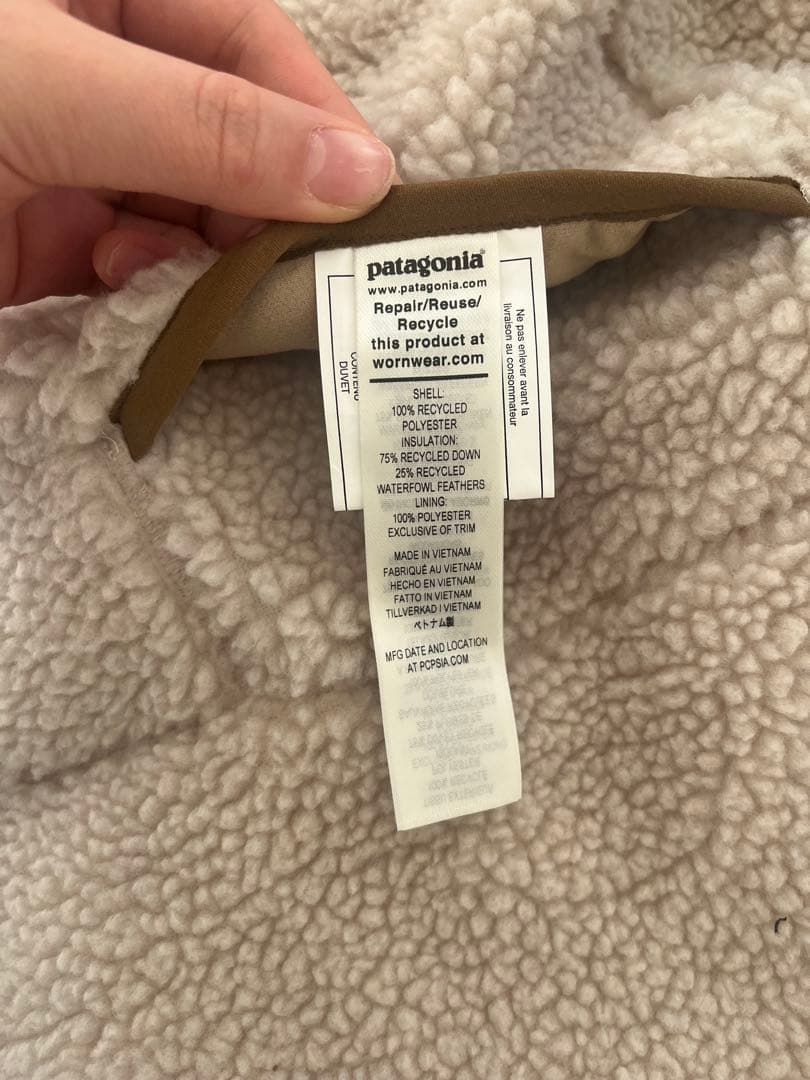 patagonia®
www.patagonia.com
Repair/Reuse/
Recycle
this product at
wornwear.com
SHELL:
100% RECYCLED
POLYESTER
INSULATION:
75% RECYCLED DOWN
25% RECYCLED
WATERFOWL FEATHERS
LINING:
100% POLYESTER
EXCLUSIVE OF TRIM
MADE IN VIETNAM
FABRIQUÉ AU VIETNAM
HECHO EN VIETNAM
FATTO IN VIETNAM
TILLVERKAD I VIETNAM
ベトナム製
MFG DATE AND LOCATION
AT PCPSIA.COM
Ne pas enlever avant la
livraison au consommateur
DUVET